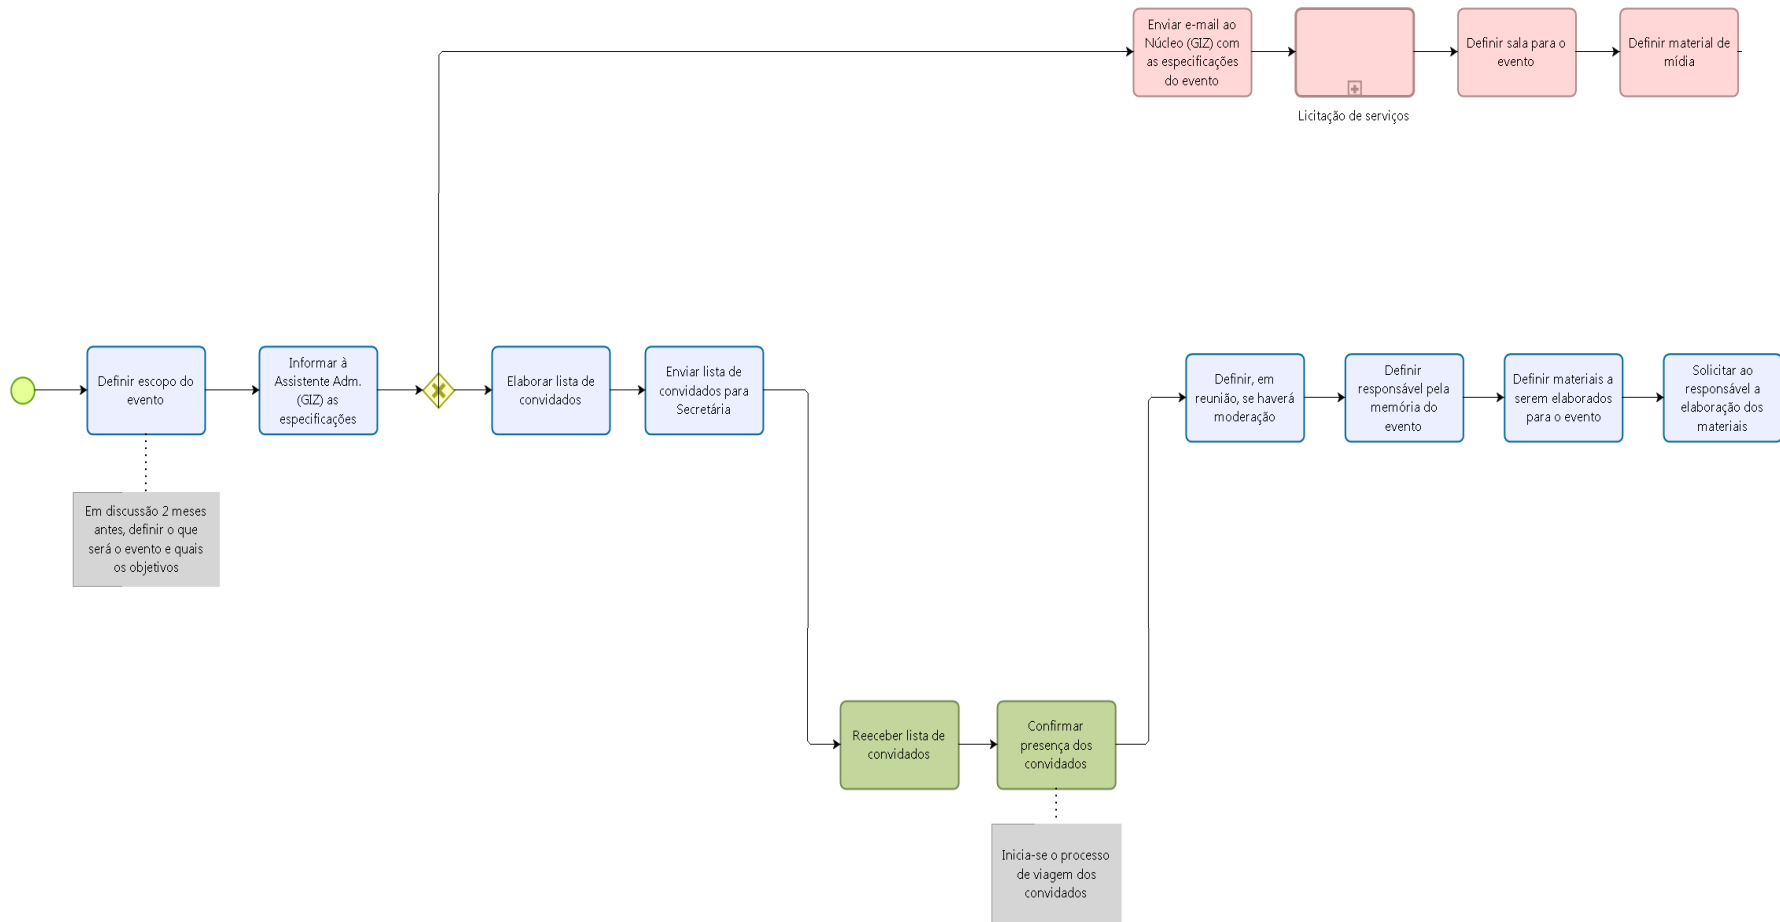 Enviar e-mail ao
Núcleo (GIZ) com
as especificações
do evento
Licitação de serviços
Definir sala para o
evento
Definir material de
mídia
Definir escopo do
evento
Informar à
Assistente Adm.
(GIZ) as
especificações
Elaborar lista de
convidados
Enviar lista de
convidados para
Secretária
Definir, em
reunião, se haverá
moderação
Definir
responsável pela
memória do
evento
Definir materiais a
serem elaborados
para o evento
Solicitar ao
responsável a
elaboração dos
materiais
Em discussão 2 meses
antes, definir o que
será o evento e quais
os objetivos
Reeceber lista de
convidados
Confirmar
presença dos
convidados
Inicia-se o processo
de viagem dos
convidados